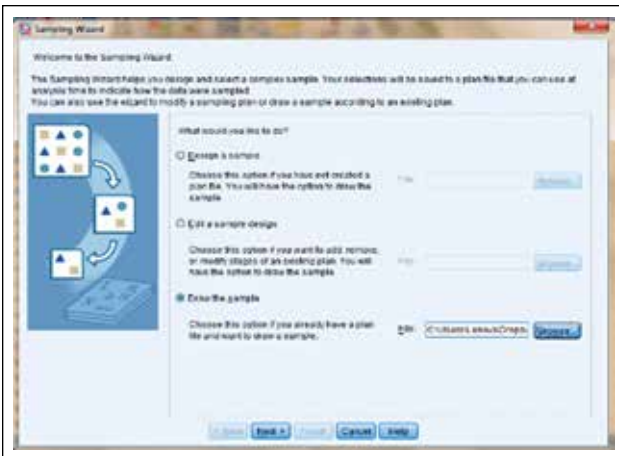 Sampling Wizard
Welcome to the Sampling Wizard
The Sampling Wizard helps you design and select a complex sample. Your selections will be saved to a plan file that you can use at
analysis time to indicate how the data were sampled.
You can also use the wizard to modify a sampling plan or draw a sample according to an existing plan.
What would you like to do?
Design a sample
Choose this option if you have not created a
plan file. You will have the option to draw the
sample.
File:
Browse...
Edit a sample design
Choose this option if you want to add, remove,
or modify stages of an existing plan. You will
have the option to draw the sample.
File:
Browse...
Draw the sample
Choose this option if you already have a plan
file and want to draw a sample.
File:
Browse...
< Back Next > Finish Cancel Help